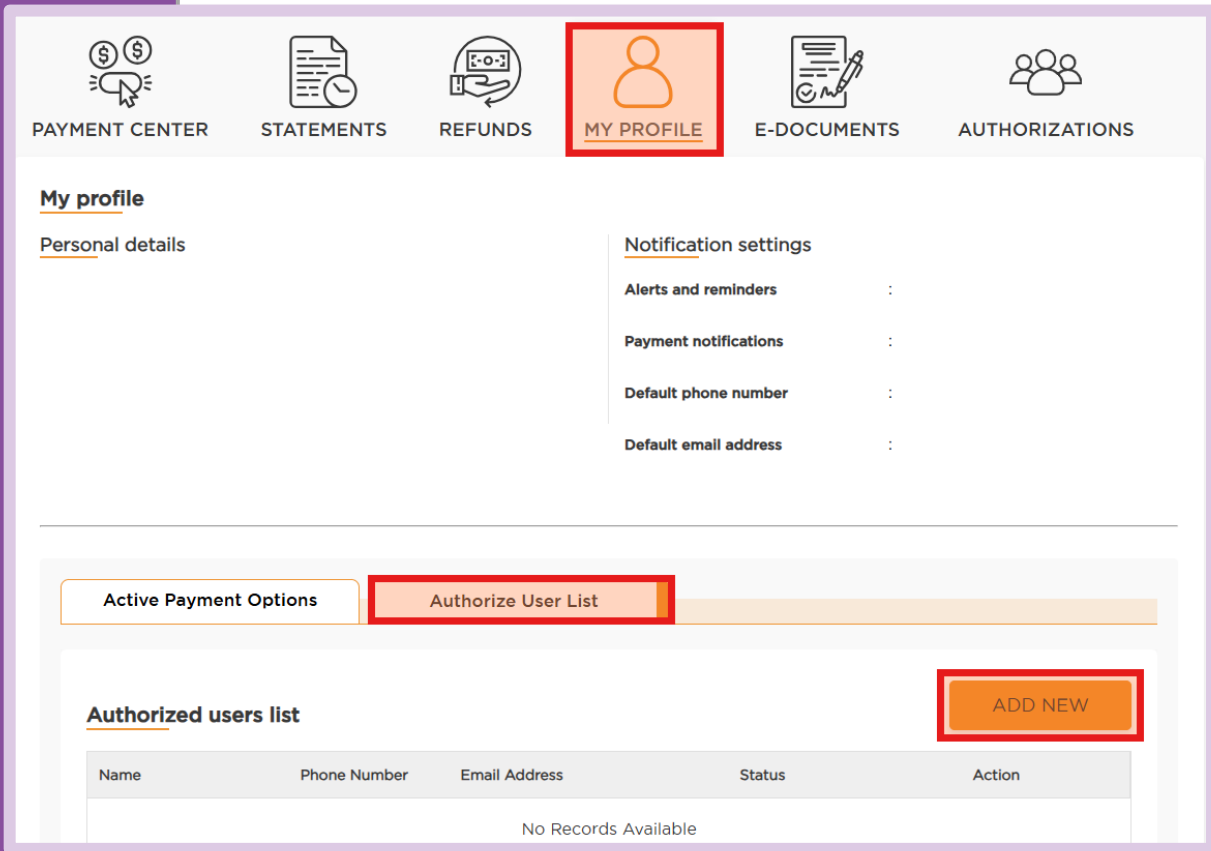 PAYMENT CENTER STATEMENTS REFUNDS MY PROFILE E-DOCUMENTS AUTHORIZATIONS
My profile
Personal details
Notification settings
Alerts and reminders :
Payment notifications :
Default phone number :
Default email address :
Active Payment Options Authorize User List
Authorized users list
ADD NEW
Name Phone Number Email Address Status Action
No Records Available